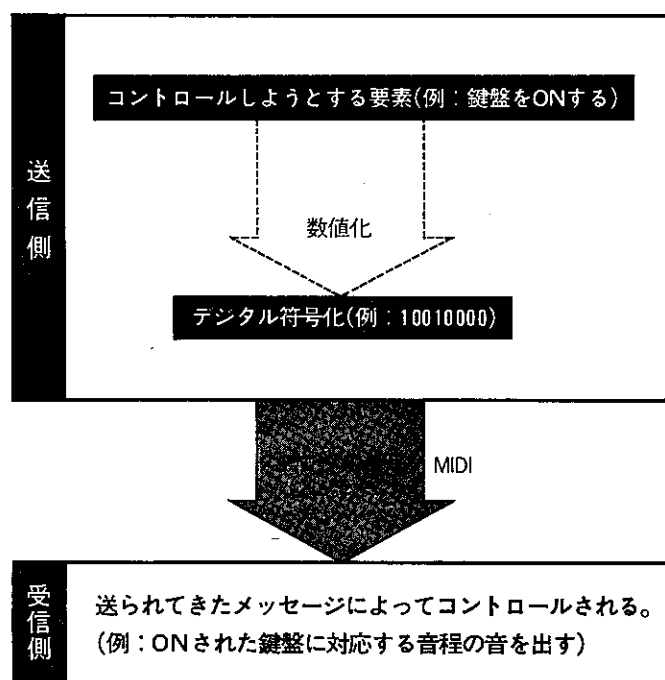 送信側
コントロールしようとする要素(例：鍵盤をONする)
数値化
デジタル符号化(例：10010000)
MIDI
受信側
送られてきたメッセージによってコントロールされる。
(例：ONされた鍵盤に対応する音程の音を出す)